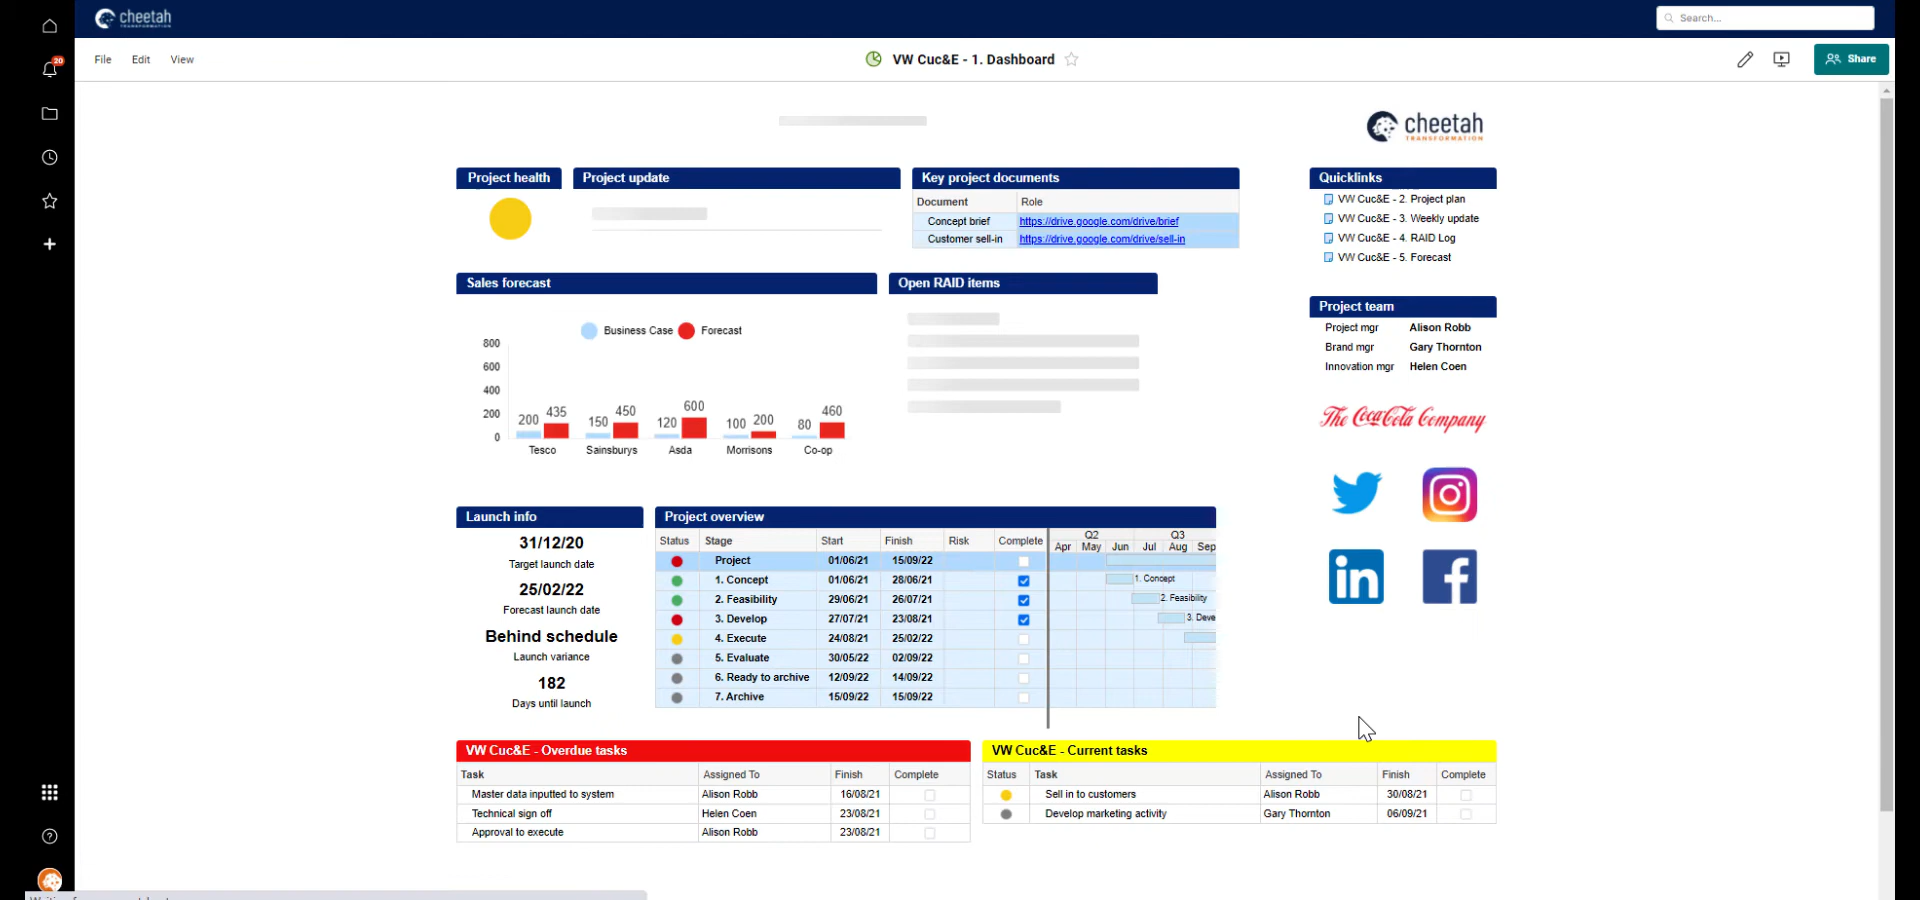 cheetah
TRANSFORMATION
Search...
20
File Edit View
VW Cuc&E - 1. Dashboard
Share
cheetah
TRANSFORMATION
Project health
Project update
Key project documents
Document Role
Concept brief https://drive.google.com/drive/brief
Customer sell-in https://drive.google.com/drive/sell-in
Quicklinks
VW Cuc&E - 2. Project plan
VW Cuc&E - 3. Weekly update
VW Cuc&E - 4. RAID Log
VW Cuc&E - 5. Forecast
Sales forecast
Business Case Forecast
800
600
400
200
0
200 435 150 450 120 600 100 200 80 460
Tesco Sainsburys Asda Morrisons Co-op
Open RAID items
Project team
Project mgr Alison Robb
Brand mgr Gary Thornton
Innovation mgr Helen Coen
The Coca-Cola Company
in
Launch info
31/12/20
Target launch date
25/02/22
Forecast launch date
Behind schedule
Launch variance
182
Days until launch
Project overview
Status Stage Start Finish Risk Complete
Q2 Q3
Apr May Jun Jul Aug Sep
Project 01/06/21 15/09/22
1. Concept 01/06/21 28/06/21 1. Concept
2. Feasibility 29/06/21 26/07/21 2. Feasibility
3. Develop 27/07/21 23/08/21 3. Deve
4. Execute 24/08/21 25/02/22
5. Evaluate 30/05/22 02/09/22
6. Ready to archive 12/09/22 14/09/22
7. Archive 15/09/22 15/09/22
VW Cuc&E - Overdue tasks
Task Assigned To Finish Complete
Master data inputted to system Alison Robb 16/08/21
Technical sign off Helen Coen 23/08/21
Approval to execute Alison Robb 23/08/21
VW Cuc&E - Current tasks
Status Task Assigned To Finish Complete
Sell in to customers Alison Robb 30/08/21
Develop marketing activity Gary Thornton 06/09/21